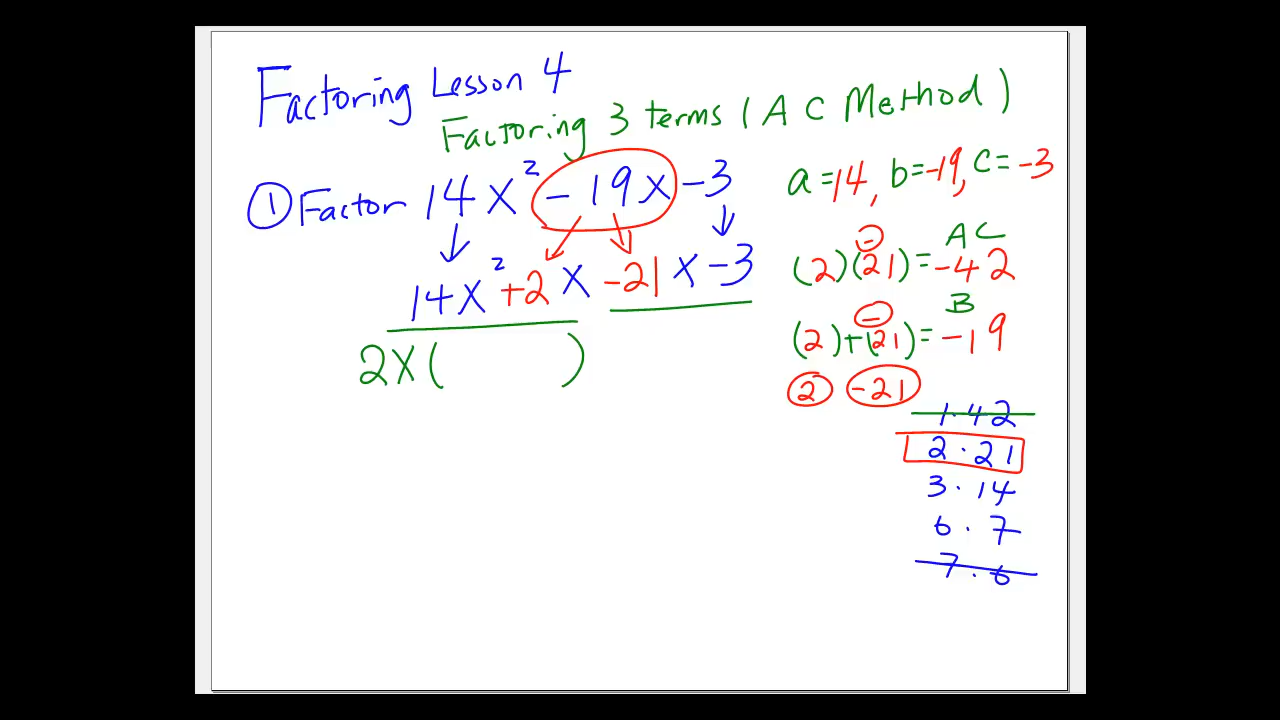 Factoring Lesson 4
Factoring 3 terms (AC Method)
① Factor 14x² - 19x - 3
a = 14, b = -19, c = -3
14x² + 2x - 21x - 3
2x (       )
AC
(2)(-21) = -42
B
(2) + (-21) = -19
2 -21
1 · 42
2 · 21
3 · 14
6 · 7
7 · 6